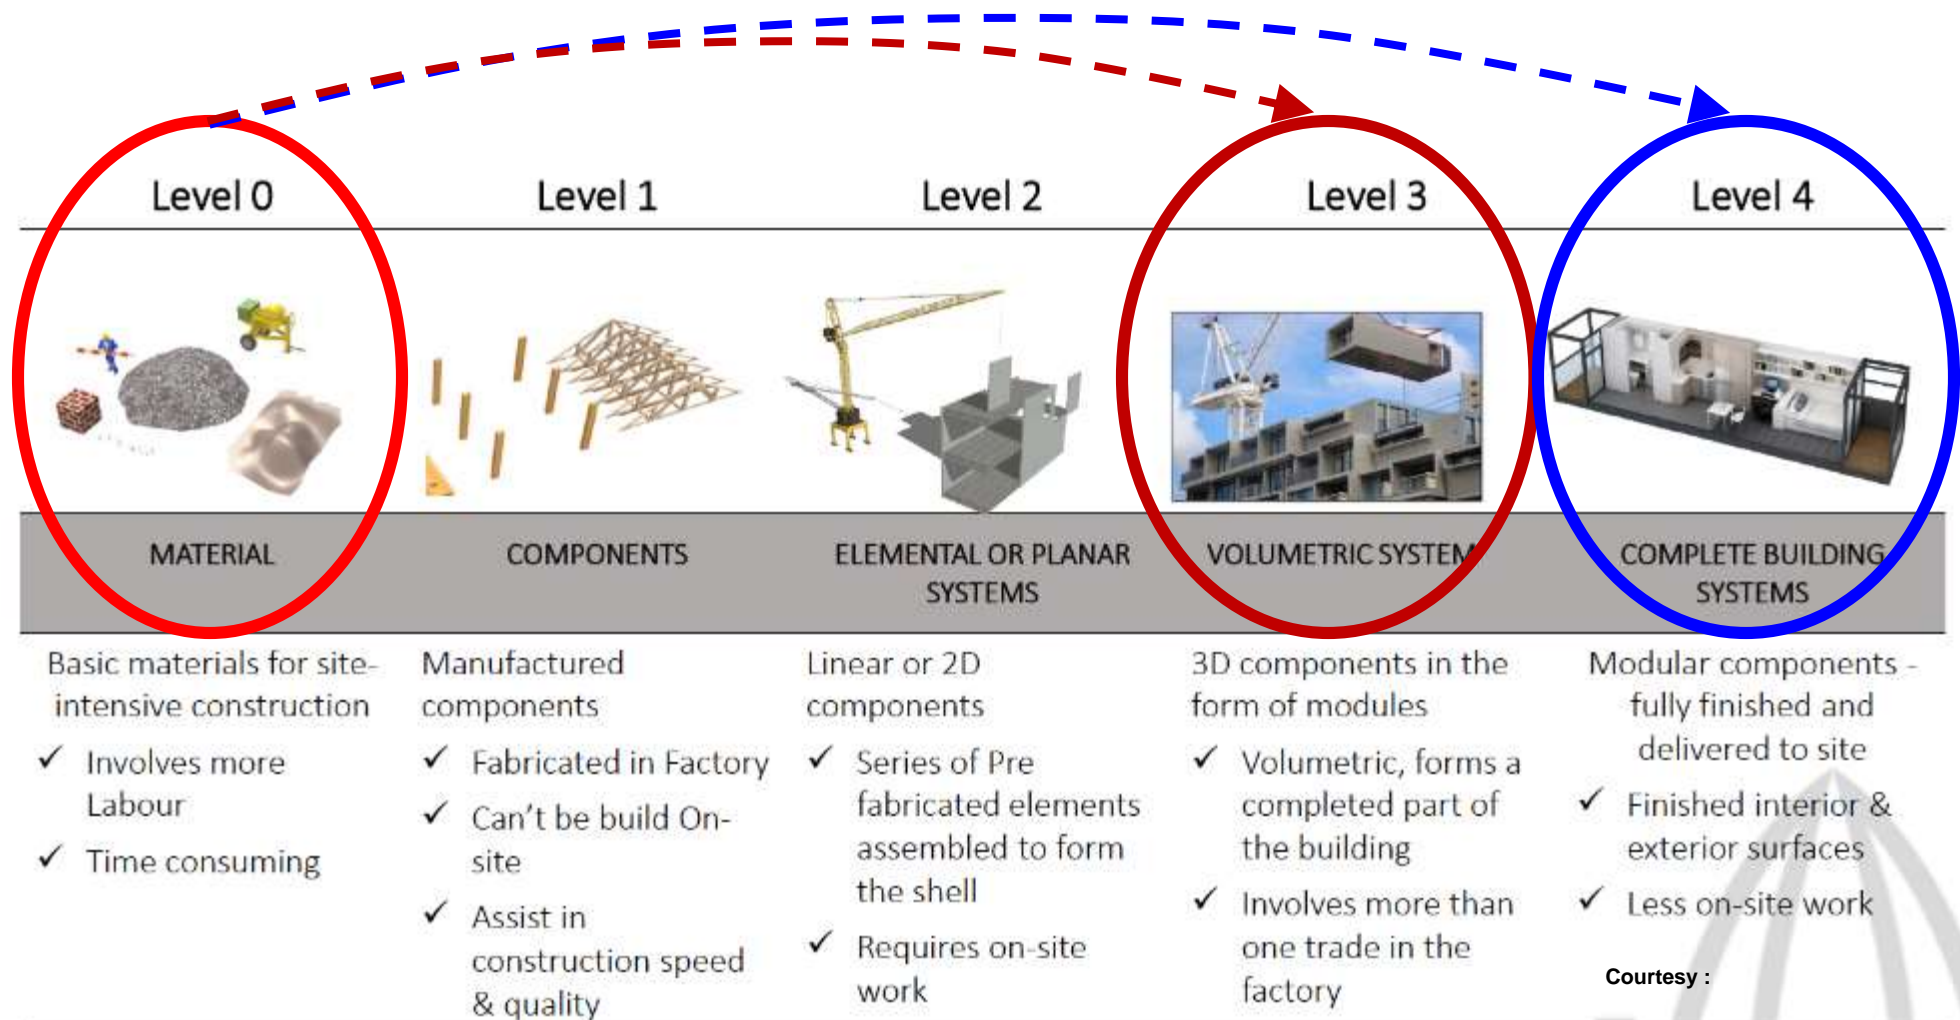 Level 0
Level 1
Level 2
Level 3
Level 4
MATERIAL
COMPONENTS
ELEMENTAL OR PLANAR
SYSTEMS
VOLUMETRIC SYSTEM
COMPLETE BUILDING
SYSTEMS
Basic materials for site-
intensive construction
✓ Involves more
Labour
✓ Time consuming
Manufactured
components
✓ Fabricated in Factory
✓ Can't be build On-
site
✓ Assist in
construction speed
& quality
Linear or 2D
components
✓ Series of Pre
fabricated elements
assembled to form
the shell
✓ Requires on-site
work
3D components in the
form of modules
✓ Volumetric, forms a
completed part of
the building
✓ Involves more than
one trade in the
factory
Modular components -
fully finished and
delivered to site
✓ Finished interior &
exterior surfaces
✓ Less on-site work
Courtesy :